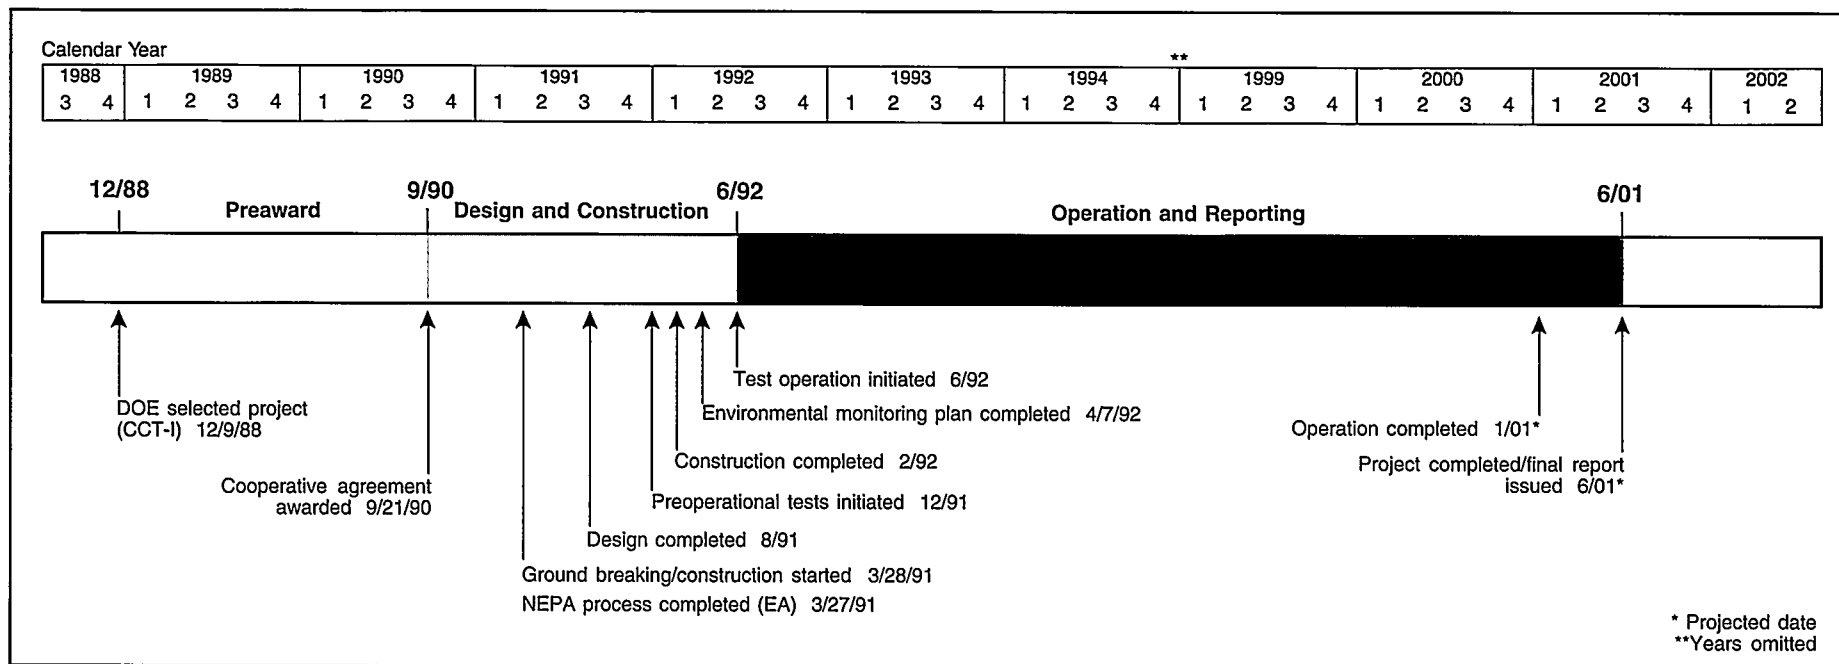 Calendar Year
**
1988 1989 1990 1991 1992 1993 1994 1999 2000 2001 2002
3 4 1 2 3 4 1 2 3 4 1 2 3 4 1 2 3 4 1 2 3 4 1 2 3 4 1 2 3 4 1 2 3 4 1 2 3 4 1 2
12/88 9/90 6/92 6/01
Preaward Design and Construction Operation and Reporting
Test operation initiated 6/92
DOE selected project
(CCT-I) 12/9/88
Environmental monitoring plan completed 4/7/92
Operation completed 1/01*
Construction completed 2/92
Project completed/final report
issued 6/01*
Cooperative agreement
awarded 9/21/90
Preoperational tests initiated 12/91
Design completed 8/91
Ground breaking/construction started 3/28/91
NEPA process completed (EA) 3/27/91
* Projected date
**Years omitted